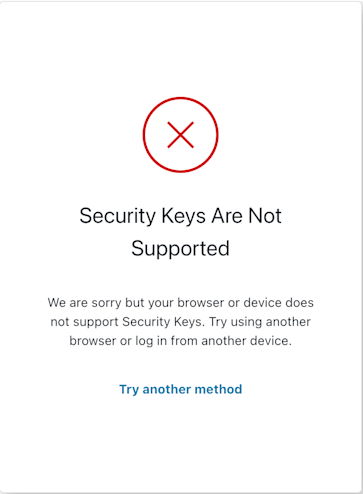 Security Keys Are Not
Supported
We are sorry but your browser or device does
not support Security Keys. Try using another
browser or log in from another device.
Try another method